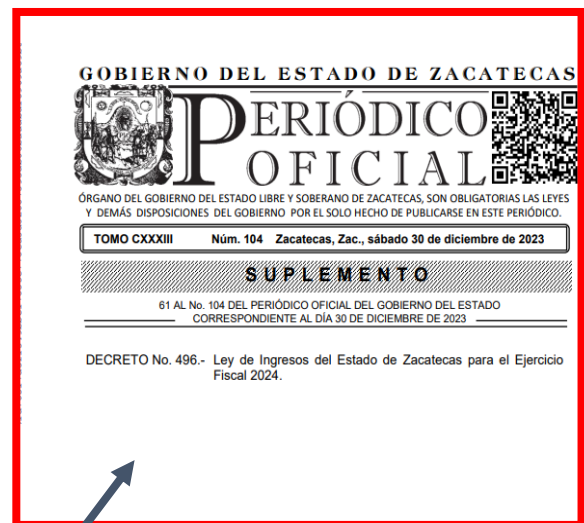 GOBIERNO DEL ESTADO DE ZACATECAS
PERIÓDICO
OFICIAL
ÓRGANO DEL GOBIERNO DEL ESTADO LIBRE Y SOBERANO DE ZACATECAS, SON OBLIGATORIAS LAS LEYES
Y DEMÁS DISPOSICIONES DEL GOBIERNO POR EL SOLO HECHO DE PUBLICARSE EN ESTE PERIÓDICO.
TOMO CXXXIII Núm. 104 Zacatecas, Zac., sábado 30 de diciembre de 2023
SUPLEMENTO
61 AL No. 104 DEL PERIÓDICO OFICIAL DEL GOBIERNO DEL ESTADO
CORRESPONDIENTE AL DÍA 30 DE DICIEMBRE DE 2023
DECRETO No. 496.- Ley de Ingresos del Estado de Zacatecas para el Ejercicio
Fiscal 2024.